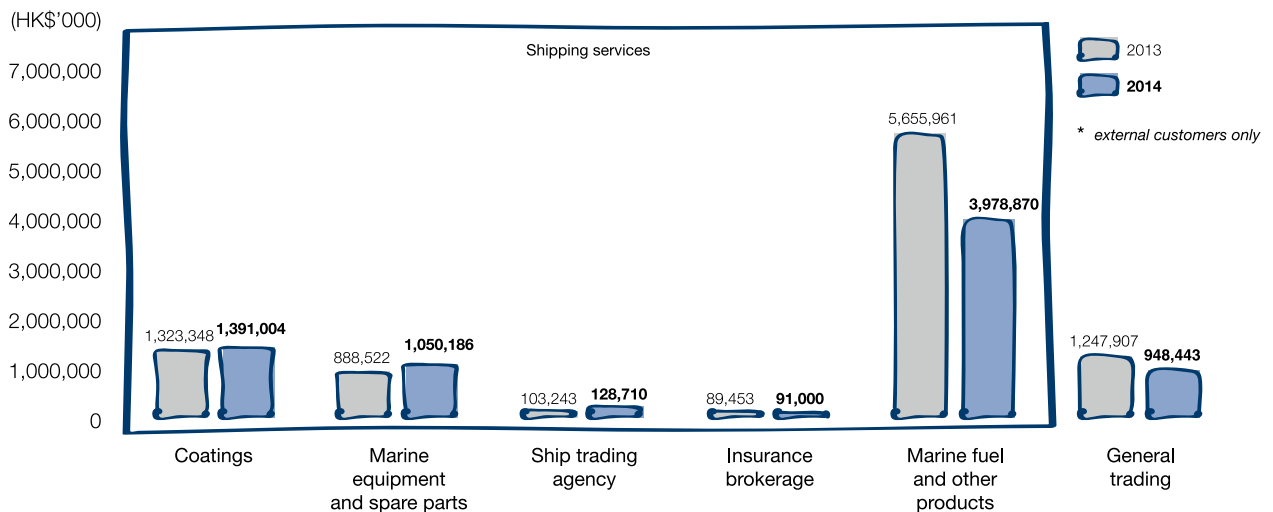 (HK$'000)
Shipping services
7,000,000
6,000,000
5,000,000
4,000,000
3,000,000
2,000,000
1,000,000
0
2013
2014
* external customers only
1,323,348
1,391,004
888,522
1,050,186
103,243
128,710
89,453
91,000
5,655,961
3,978,870
1,247,907
948,443
Coatings
Marine
equipment
and spare parts
Ship trading
agency
Insurance
brokerage
Marine fuel
and other
products
General
trading